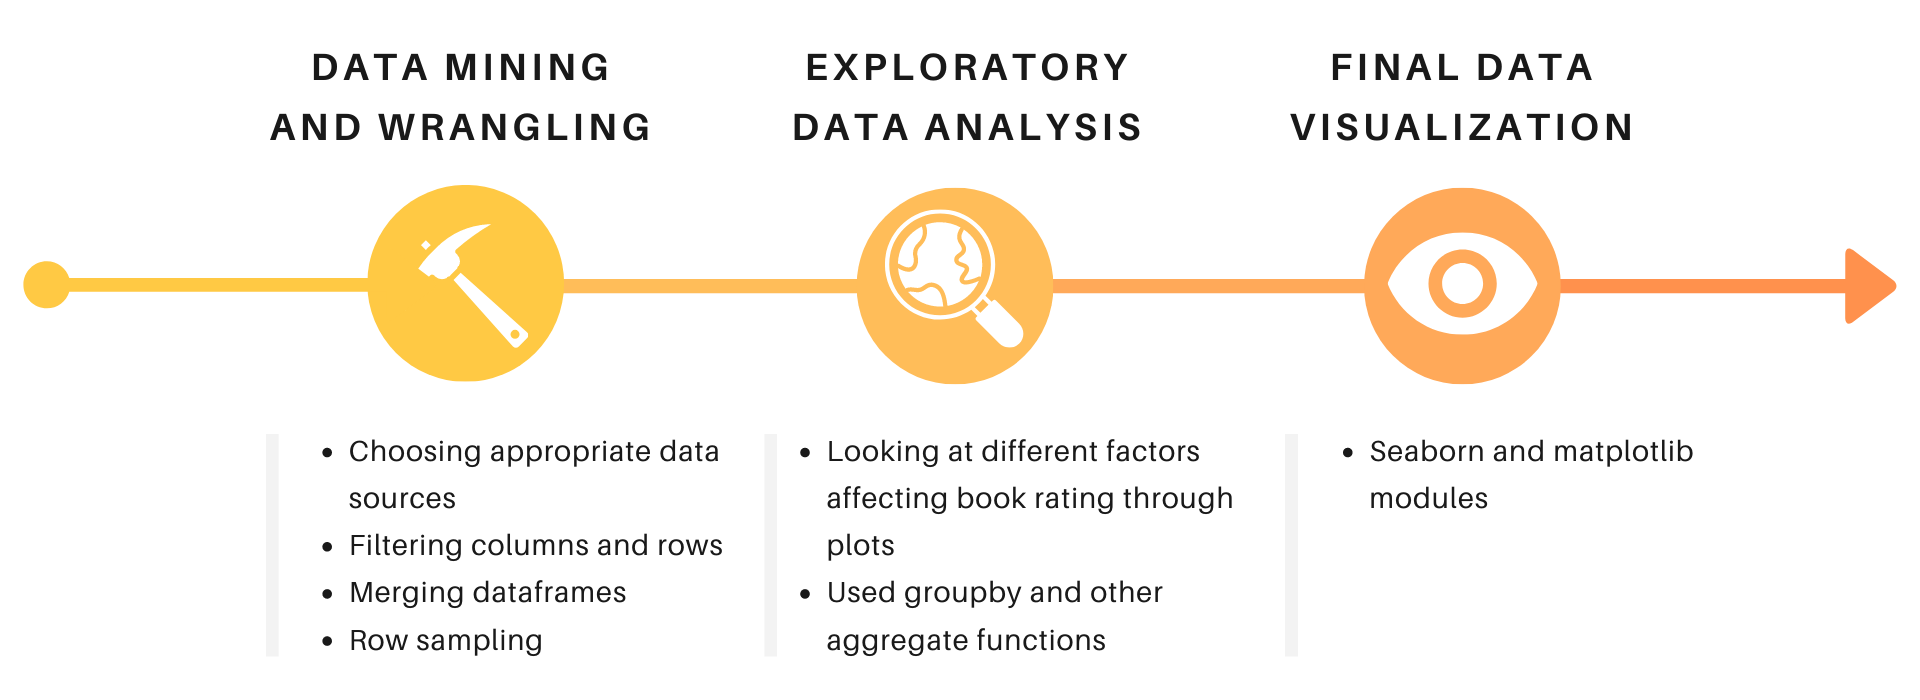 DATA MINING
AND WRANGLING
• Choosing appropriate data
sources
• Filtering columns and rows
• Merging dataframes
• Row sampling
EXPLORATORY
DATA ANALYSIS
• Looking at different factors
affecting book rating through
plots
• Used groupby and other
aggregate functions
FINAL DATA
VISUALIZATION
• Seaborn and matplotlib
modules